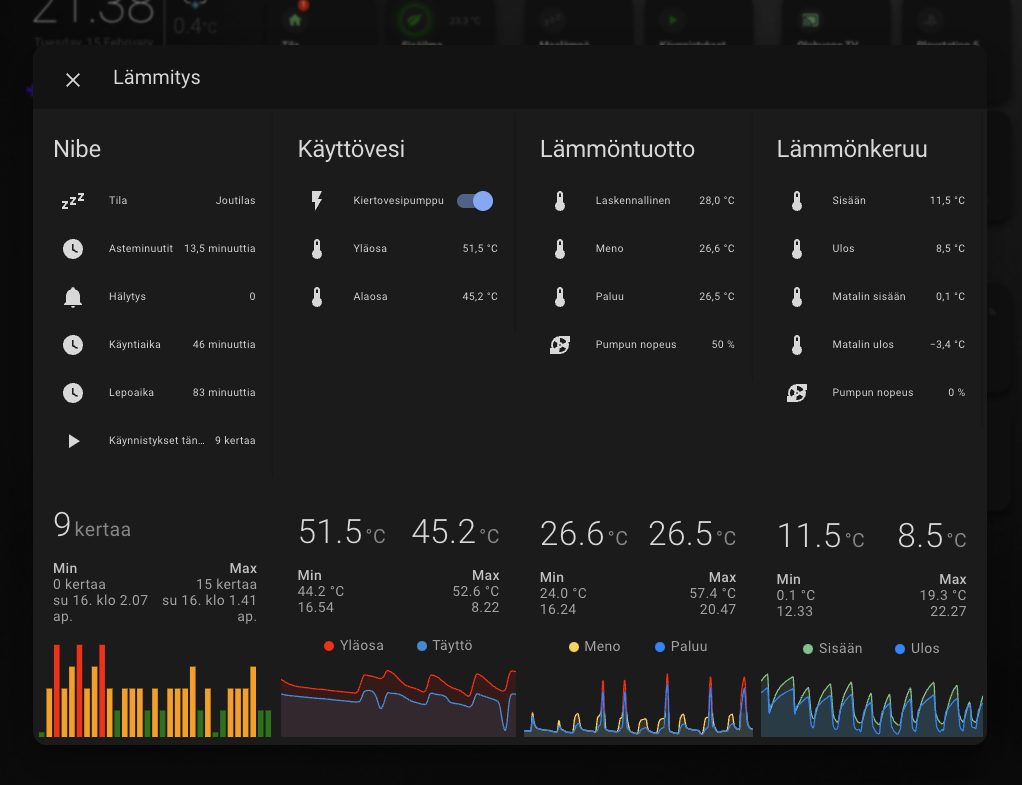 21:38
0.4°C
Tuesday, 15 February
Lämmitys
Nibe
Tila Joutilas
Asteminuutit 13,5 minuuttia
Hälytys 0
Käyntiaika 46 minuuttia
Lepoaika 83 minuuttia
Käynnistykset tän… 9 kertaa
Käyttövesi
Kiertovesipumppu
Yläosa 51,5 °C
Alaosa 45,2 °C
Lämmöntuotto
Laskennallinen 28,0 °C
Meno 26,6 °C
Paluu 26,5 °C
Pumpun nopeus 50 %
Lämmönkeruu
Sisään 11,5 °C
Ulos 8,5 °C
Matalin sisään 0,1 °C
Matalin ulos −3,4 °C
Pumpun nopeus 0 %
9 kertaa
Min Max
0 kertaa 15 kertaa
su 16. klo 2.07 su 16. klo 1.41
ap. ap.
51.5 °C 45.2 °C
Min Max
44.2 °C 52.6 °C
16.54 8.22
Yläosa Täyttö
26.6 °C 26.5 °C
Min Max
24.0 °C 57.4 °C
16.24 20.47
Meno Paluu
11.5 °C 8.5 °C
Min Max
0.1 °C 19.3 °C
12.33 22.27
Sisään Ulos